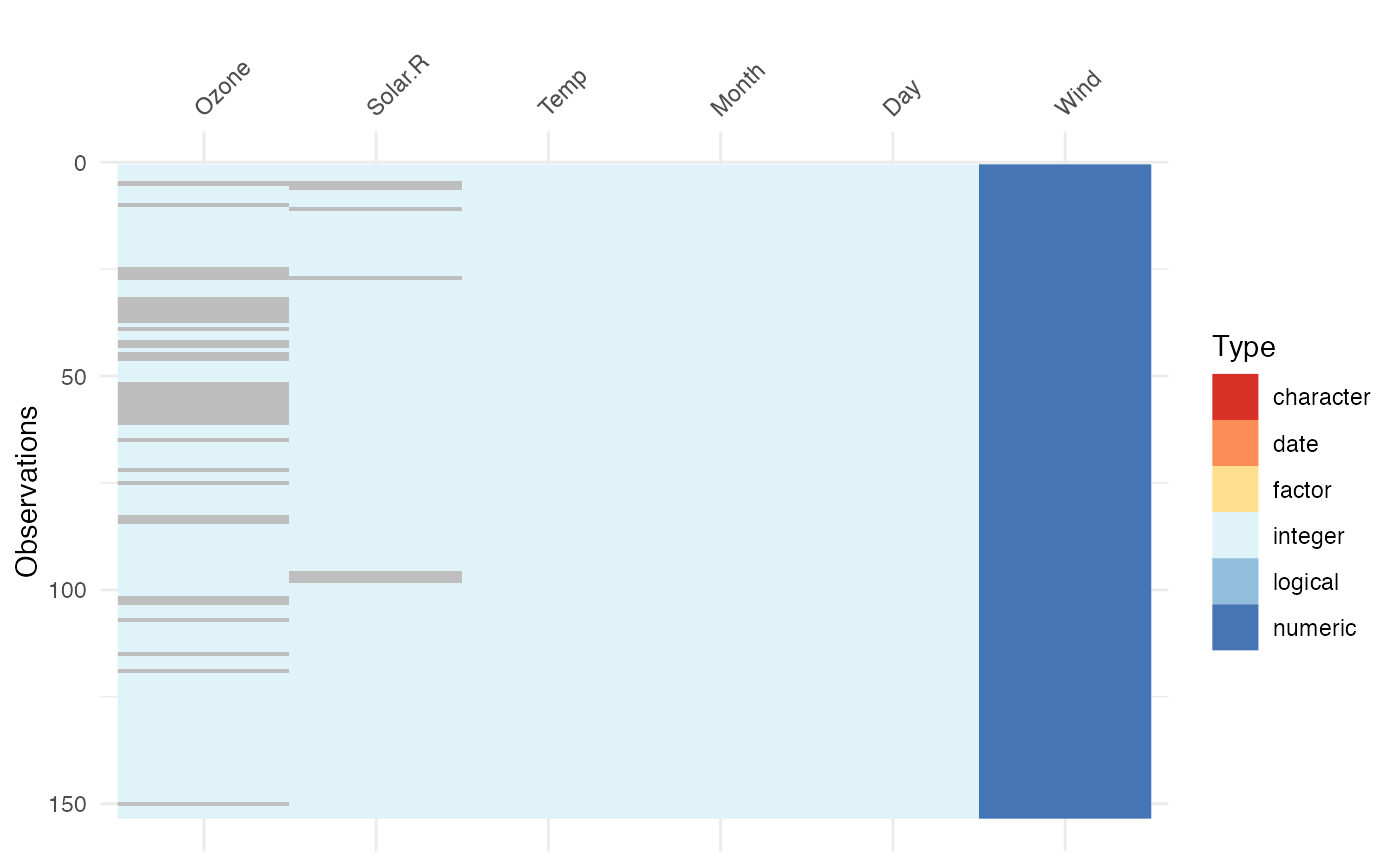 Ozone
Solar.R
Temp
Month
Day
Wind
0
50
100
150
Observations
Type
character
date
factor
integer
logical
numeric